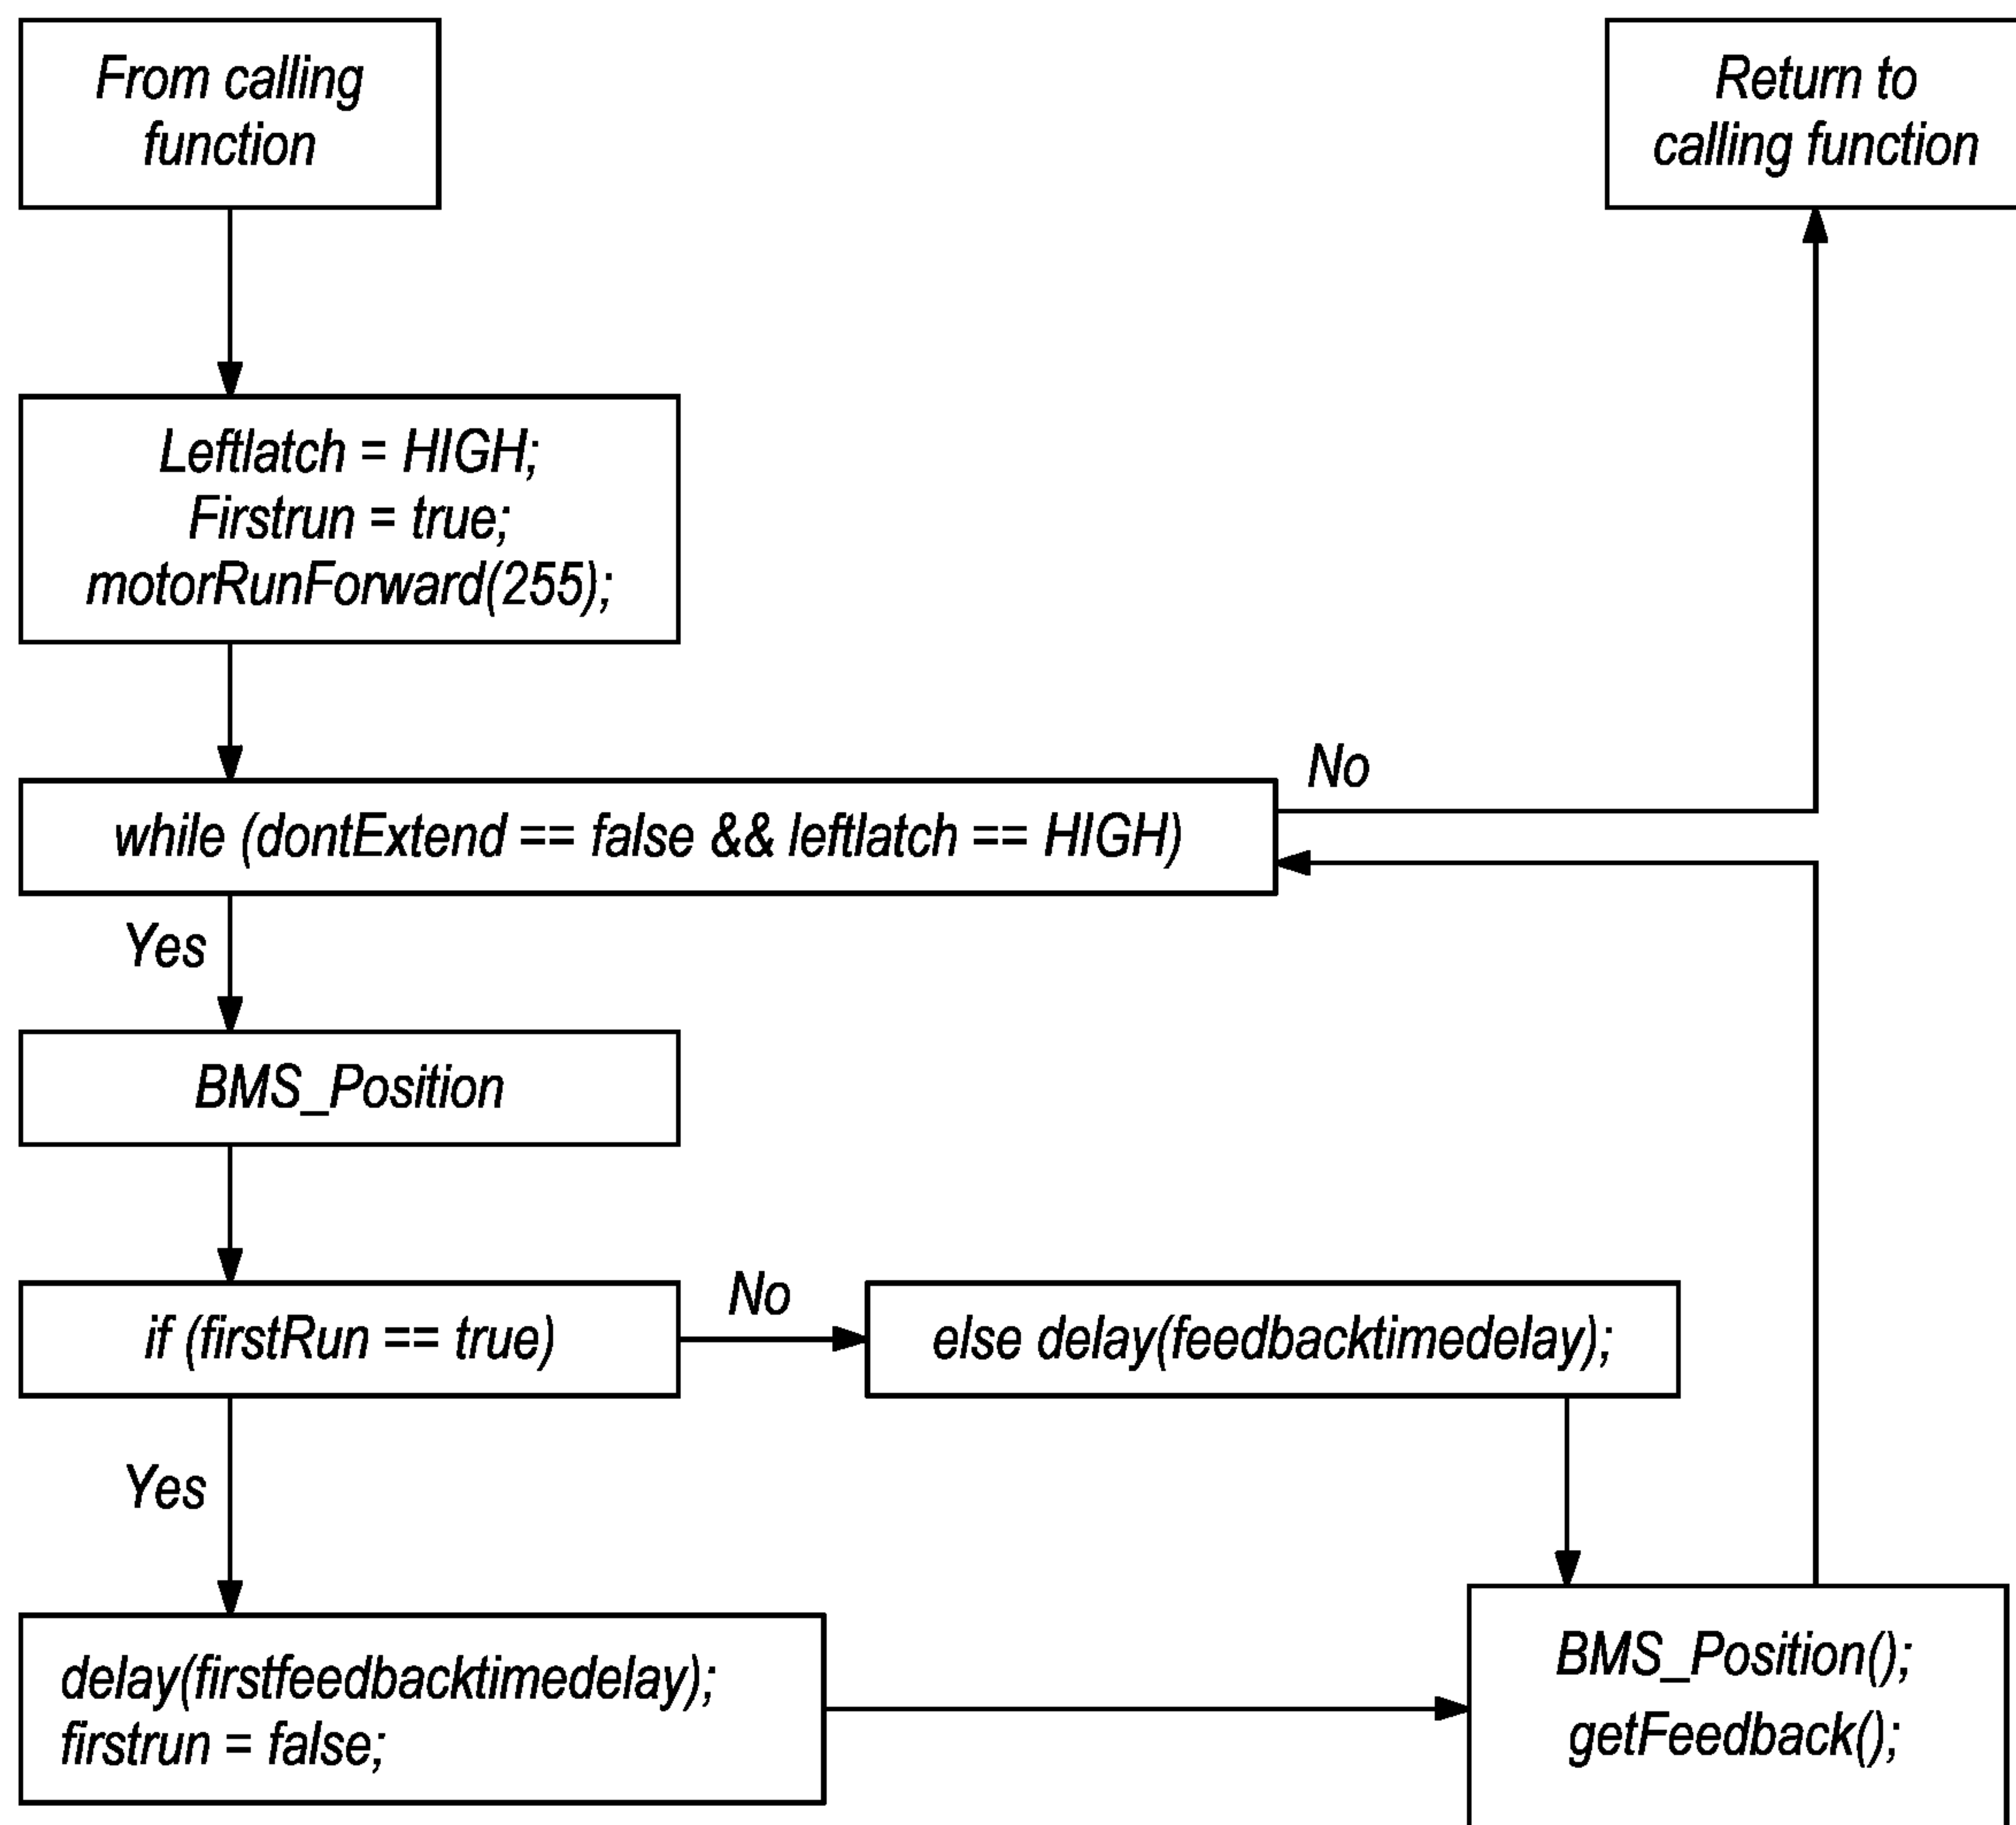 From calling
function
Return to
calling function
Leftlatch = HIGH;
Firstrun = true;
motorRunForward(255);
No
while (dontExtend == false && leftlatch == HIGH)
Yes
BMS_Position
if (firstRun == true)
No
else delay(feedbacktimedelay);
Yes
delay(firstfeedbacktimedelay);
firstrun = false;
BMS_Position();
getFeedback();